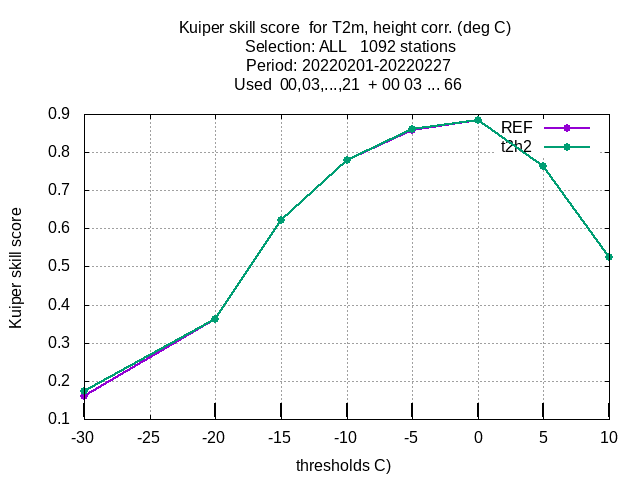 Kuiper skill score  for T2m, height corr. (deg C)
Selection: ALL   1092 stations
Period: 20220201-20220227
Used  00,03,...,21  + 00 03 ... 66
REF
t2h2
Kuiper skill score
0.9
0.8
0.7
0.6
0.5
0.4
0.3
0.2
0.1
-30 -25 -20 -15 -10 -5 0 5 10
thresholds C)